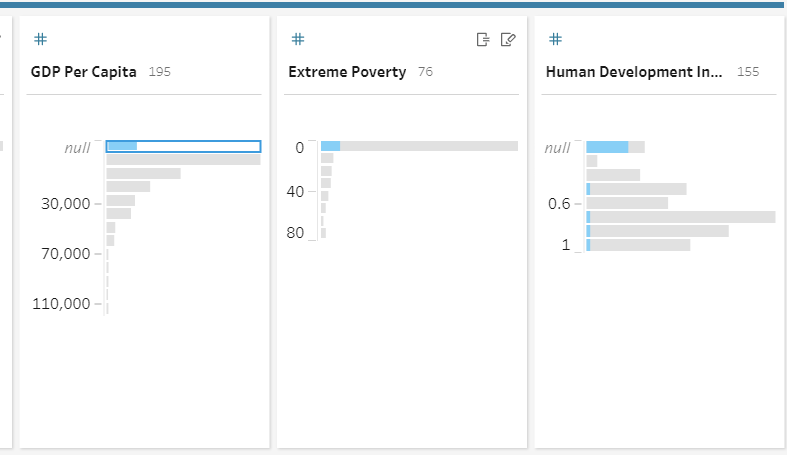 GDP Per Capita 195
null
30,000
70,000
110,000
Extreme Poverty 76
0
40
80
Human Development In... 155
null
0.6
1